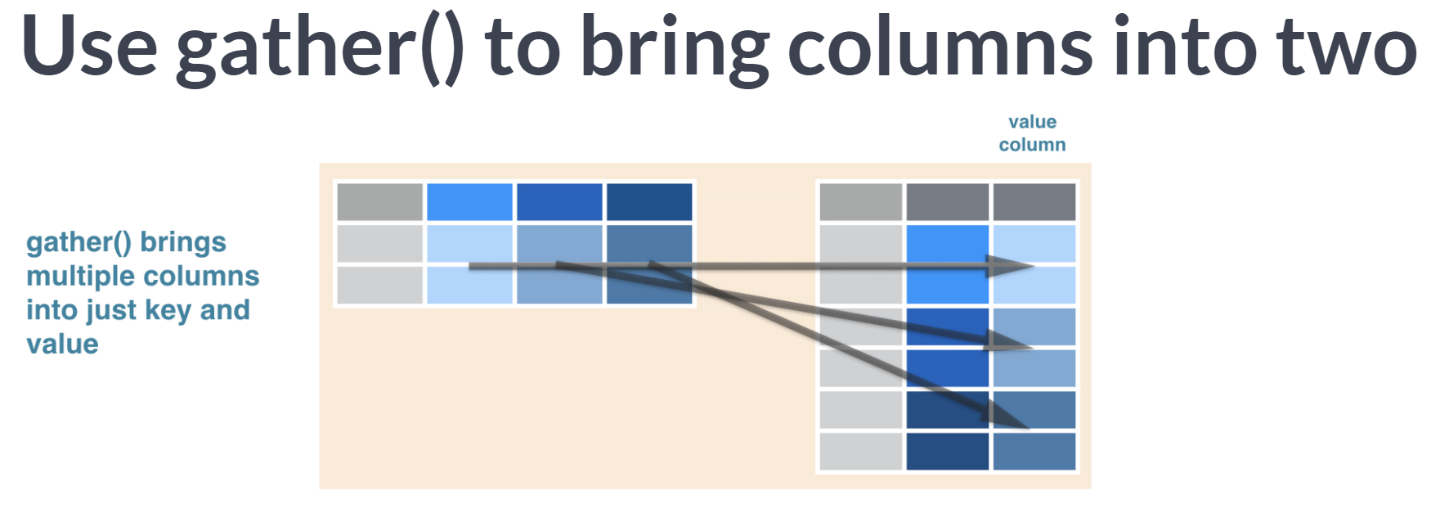 Use gather() to bring columns into two
value
column
gather() brings
multiple columns
into just key and
value